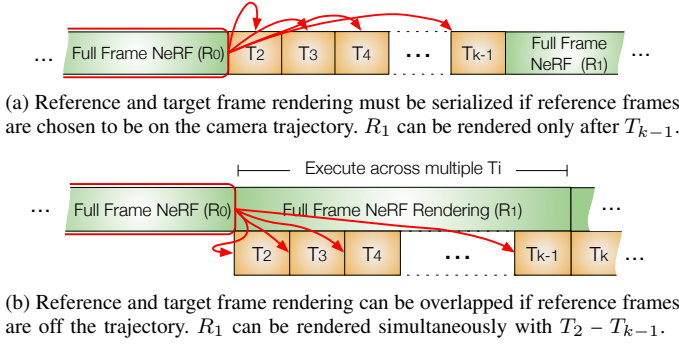 ... Full Frame NeRF (R0) T2 T3 T4 ... Tk-1 Full Frame NeRF (R1) ...
(a) Reference and target frame rendering must be serialized if reference frames
are chosen to be on the camera trajectory. R1 can be rendered only after Tk−1.
Execute across multiple Ti
... Full Frame NeRF (R0) Full Frame NeRF Rendering (R1) ...
T2 T3 T4 ... Tk-1 Tk ...
(b) Reference and target frame rendering can be overlapped if reference frames
are off the trajectory. R1 can be rendered simultaneously with T2 – Tk−1.